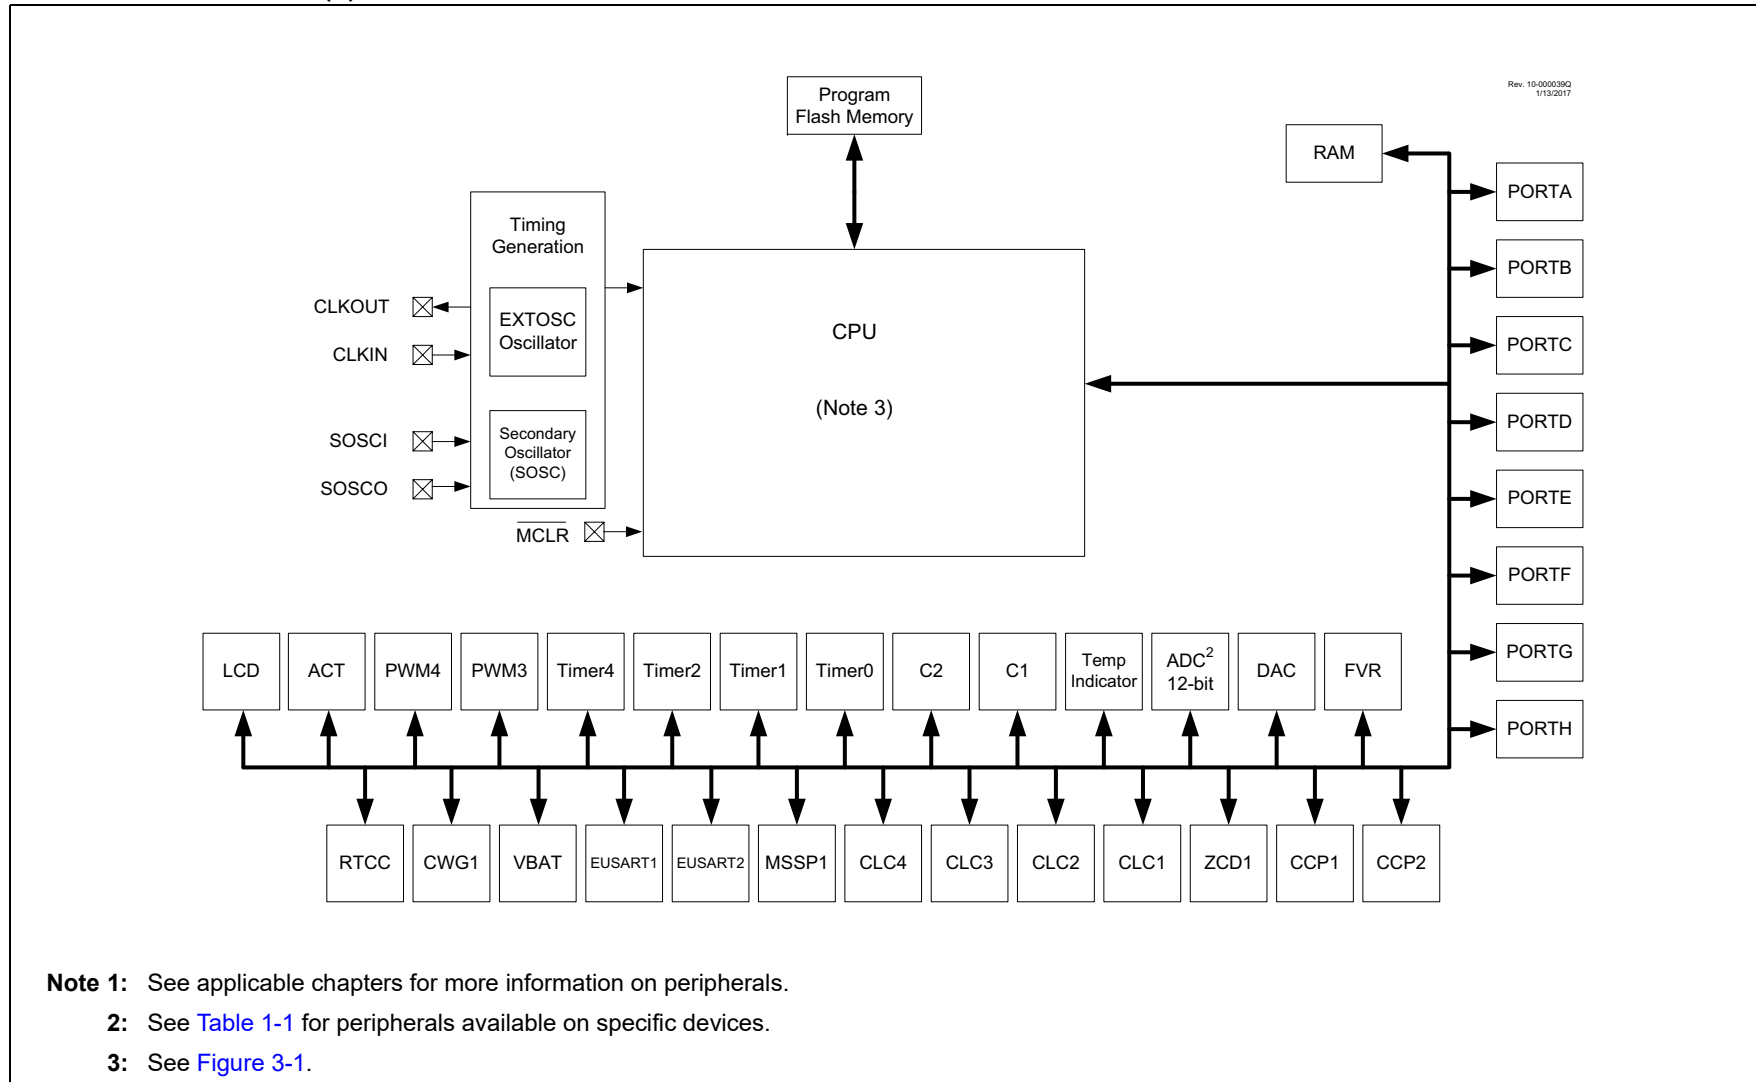 Rev. 10-000039Q
1/13/2017
Program
Flash Memory
RAM
PORTA
PORTB
PORTC
PORTD
PORTE
PORTF
PORTG
PORTH
Timing
Generation
EXTOSC
Oscillator
Secondary
Oscillator
(SOSC)
CLKOUT
CLKIN
SOSCI
SOSCO
MCLR
CPU
(Note 3)
LCD
ACT
PWM4
PWM3
Timer4
Timer2
Timer1
Timer0
C2
C1
Temp
Indicator
ADC2
12-bit
DAC
FVR
RTCC
CWG1
VBAT
EUSART1
EUSART2
MSSP1
CLC4
CLC3
CLC2
CLC1
ZCD1
CCP1
CCP2
Note 1: See applicable chapters for more information on peripherals.
2: See Table 1-1 for peripherals available on specific devices.
3: See Figure 3-1.